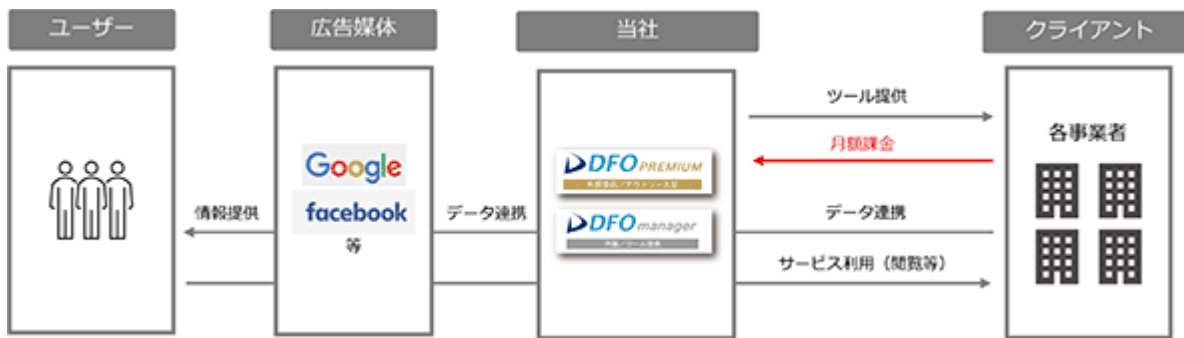 ユーザー
広告媒体
当社
クライアント
ツール提供
月額課金
各事業者
Google
facebook
等
DFO PREMIUM
DFO manager
情報提供
データ連携
データ連携
サービス利用（閲覧等）